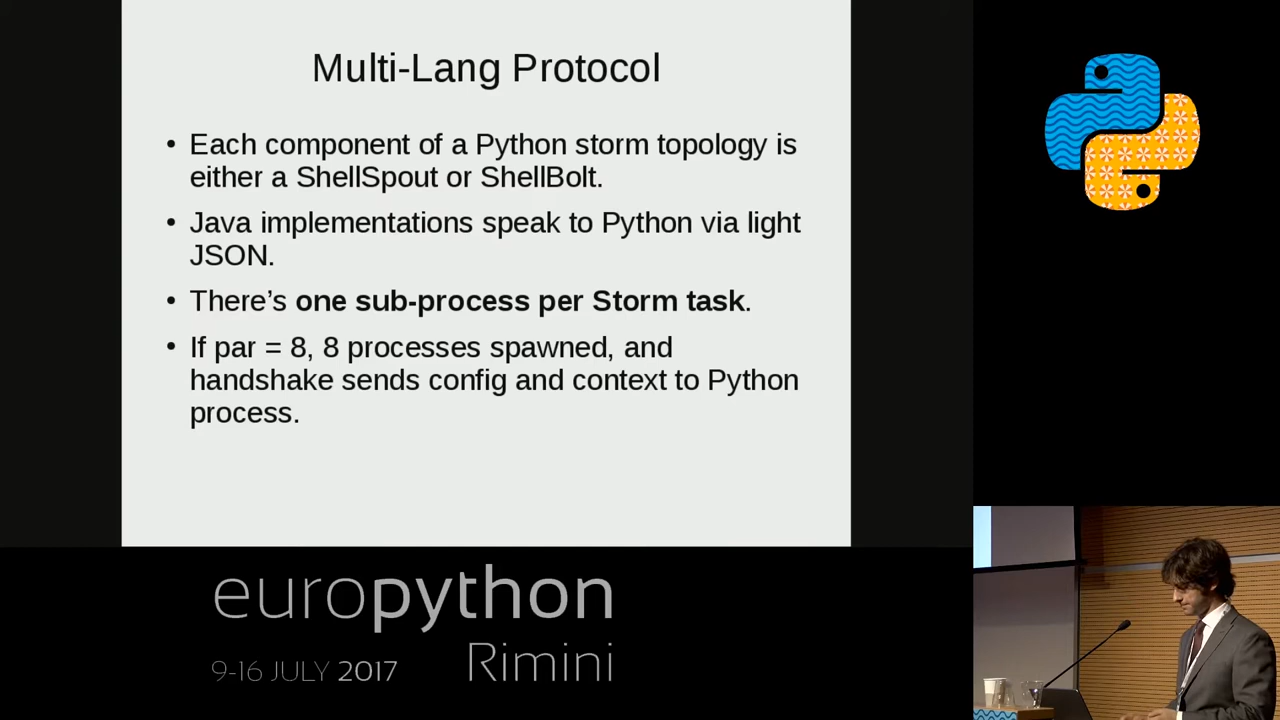 Multi-Lang Protocol
• Each component of a Python storm topology is
either a ShellSpout or ShellBolt.
• Java implementations speak to Python via light
JSON.
• There’s one sub-process per Storm task.
• If par = 8, 8 processes spawned, and
handshake sends config and context to Python
process.
europython
Rimini
9-16 JULY 2017